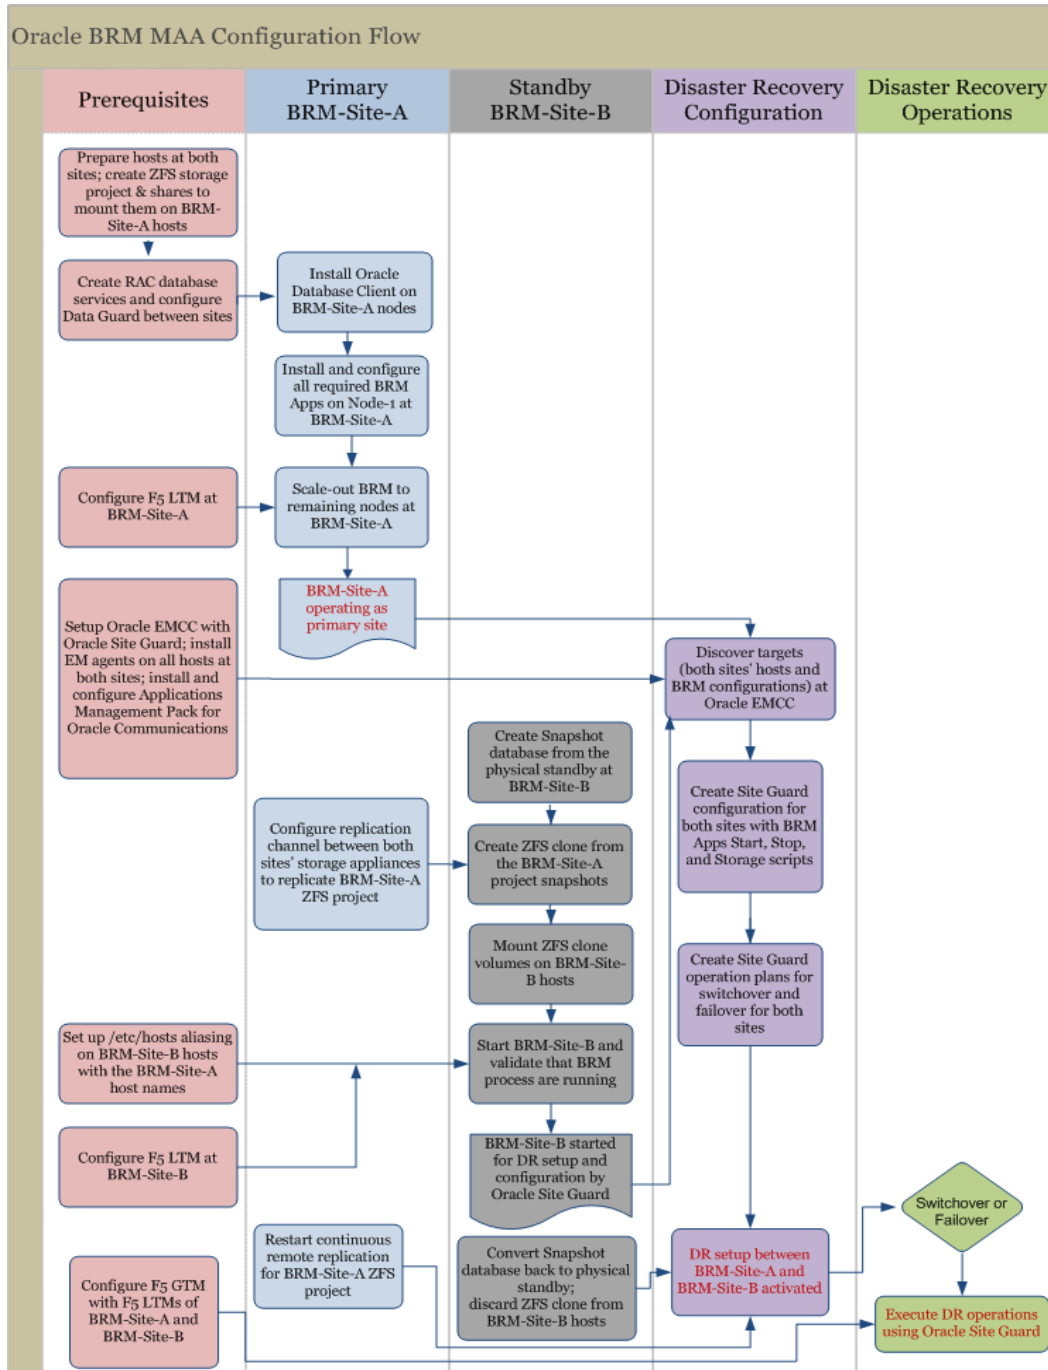 Oracle BRM MAA Configuration Flow
Prerequisites
Primary
BRM-Site-A
Standby
BRM-Site-B
Disaster Recovery
Configuration
Disaster Recovery
Operations
Prepare hosts at both
sites; create ZFS storage
project & shares to
mount them on BRM-
Site-A hosts
Create RAC database
services and configure
Data Guard between sites
Install Oracle
Database Client on
BRM-Site-A nodes
Install and configure
all required BRM
Apps on Node-1 at
BRM-Site-A
Configure F5 LTM at
BRM-Site-A
Scale-out BRM to
remaining nodes at
BRM-Site-A
BRM-Site-A
operating as
primary site
Setup Oracle EMCC with
Oracle Site Guard; install
EM agents on all hosts at
both sites; install and
configure Applications
Management Pack for
Oracle Communications
Discover targets
(both sites' hosts and
BRM configurations) at
Oracle EMCC
Create Snapshot
database from the
physical standby at
BRM-Site-B
Create Site Guard
configuration for
both sites with BRM
Apps Start, Stop,
and Storage scripts
Configure replication
channel between both
sites' storage appliances
to replicate BRM-Site-A
ZFS project
Create ZFS clone from
the BRM-Site-A
project snapshots
Mount ZFS clone
volumes on BRM-Site-
B hosts
Create Site Guard
operation plans for
switchover and
failover for both
sites
Set up /etc/hosts aliasing
on BRM-Site-B hosts
with the BRM-Site-A
host names
Start BRM-Site-B and
validate that BRM
process are running
Configure F5 LTM at
BRM-Site-B
BRM-Site-B started
for DR setup and
configuration by
Oracle Site Guard
Switchover or
Failover
Restart continuous
remote replication
for BRM-Site-A ZFS
project
Convert Snapshot
database back to physical
standby;
discard ZFS clone from
BRM-Site-B hosts
DR setup between
BRM-Site-A and
BRM-Site-B activated
Configure F5 GTM
with F5 LTMs of
BRM-Site-A and
BRM-Site-B
Execute DR operations
using Oracle Site Guard